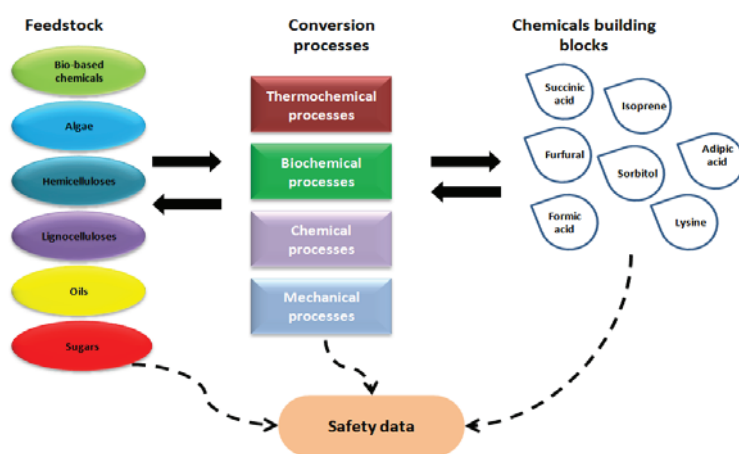 Feedstock
Bio-based
chemicals
Algae
Hemicelluloses
Lignocelluloses
Oils
Sugars
Conversion
processes
Thermochemical
processes
Biochemical
processes
Chemical
processes
Mechanical
processes
Chemicals building
blocks
Succinic
acid
Isoprene
Furfural
Sorbitol
Adipic
acid
Formic
acid
Lysine
Safety data